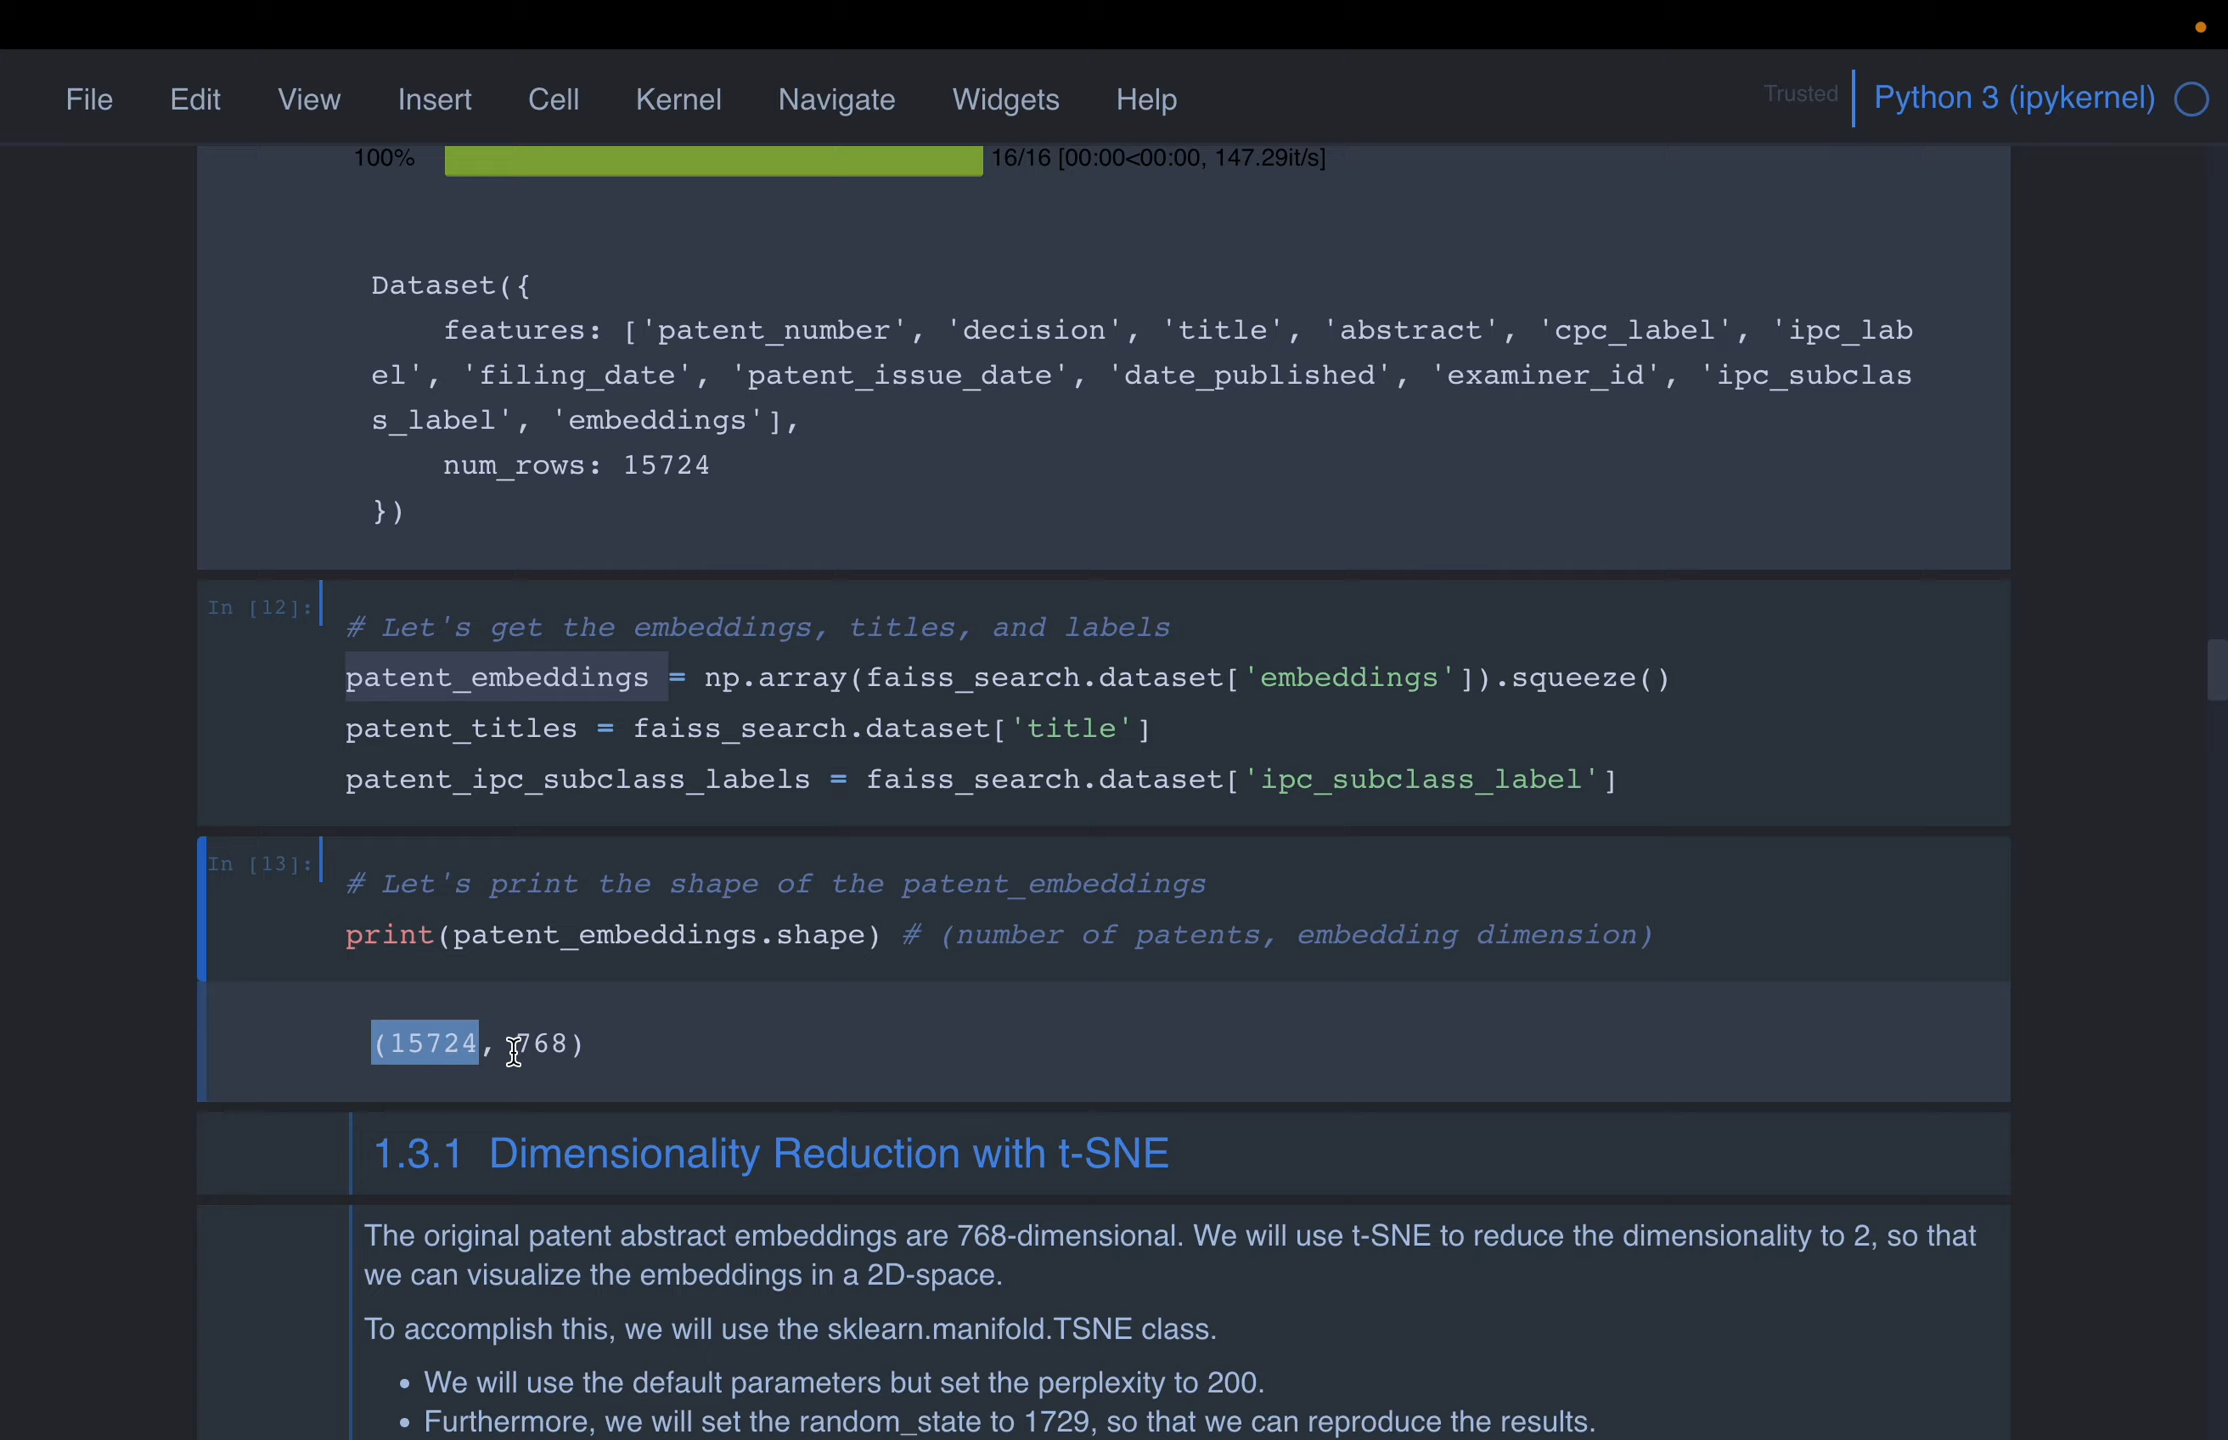 File Edit View Insert Cell Kernel Navigate Widgets Help Trusted Python 3 (ipykernel)
100% 16/16 [00:00<00:00, 147.29it/s]
Dataset({
    features: ['patent_number', 'decision', 'title', 'abstract', 'cpc_label', 'ipc_lab
el', 'filing_date', 'patent_issue_date', 'date_published', 'examiner_id', 'ipc_subclas
s_label', 'embeddings'],
    num_rows: 15724
})
In [12]:
# Let's get the embeddings, titles, and labels
patent_embeddings = np.array(faiss_search.dataset['embeddings']).squeeze()
patent_titles = faiss_search.dataset['title']
patent_ipc_subclass_labels = faiss_search.dataset['ipc_subclass_label']
In [13]:
# Let's print the shape of the patent_embeddings
print(patent_embeddings.shape) # (number of patents, embedding dimension)
(15724, 768)
1.3.1 Dimensionality Reduction with t-SNE
The original patent abstract embeddings are 768-dimensional. We will use t-SNE to reduce the dimensionality to 2, so that
we can visualize the embeddings in a 2D-space.
To accomplish this, we will use the sklearn.manifold.TSNE class.
• We will use the default parameters but set the perplexity to 200.
• Furthermore, we will set the random_state to 1729, so that we can reproduce the results.